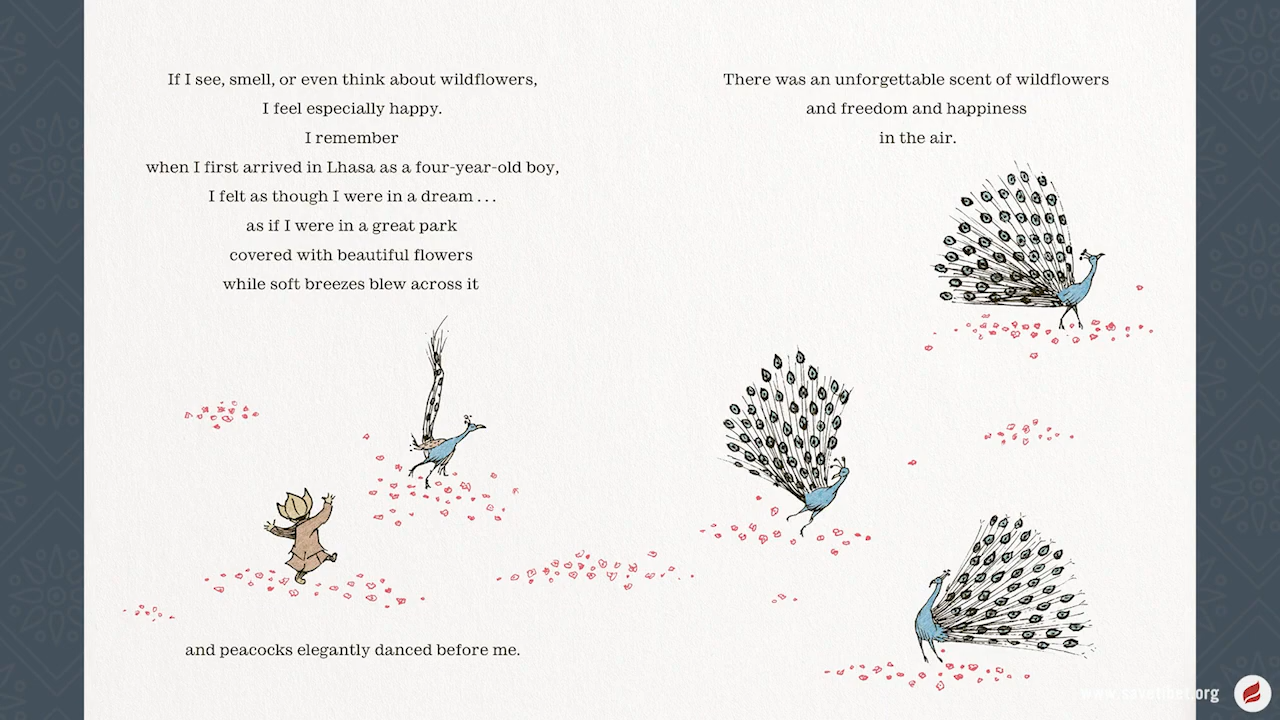 If I see, smell, or even think about wildflowers,
I feel especially happy.
I remember
when I first arrived in Lhasa as a four-year-old boy,
I felt as though I were in a dream . . .
as if I were in a great park
covered with beautiful flowers
while soft breezes blew across it
and peacocks elegantly danced before me.
There was an unforgettable scent of wildflowers
and freedom and happiness
in the air.
www.savetibet.org